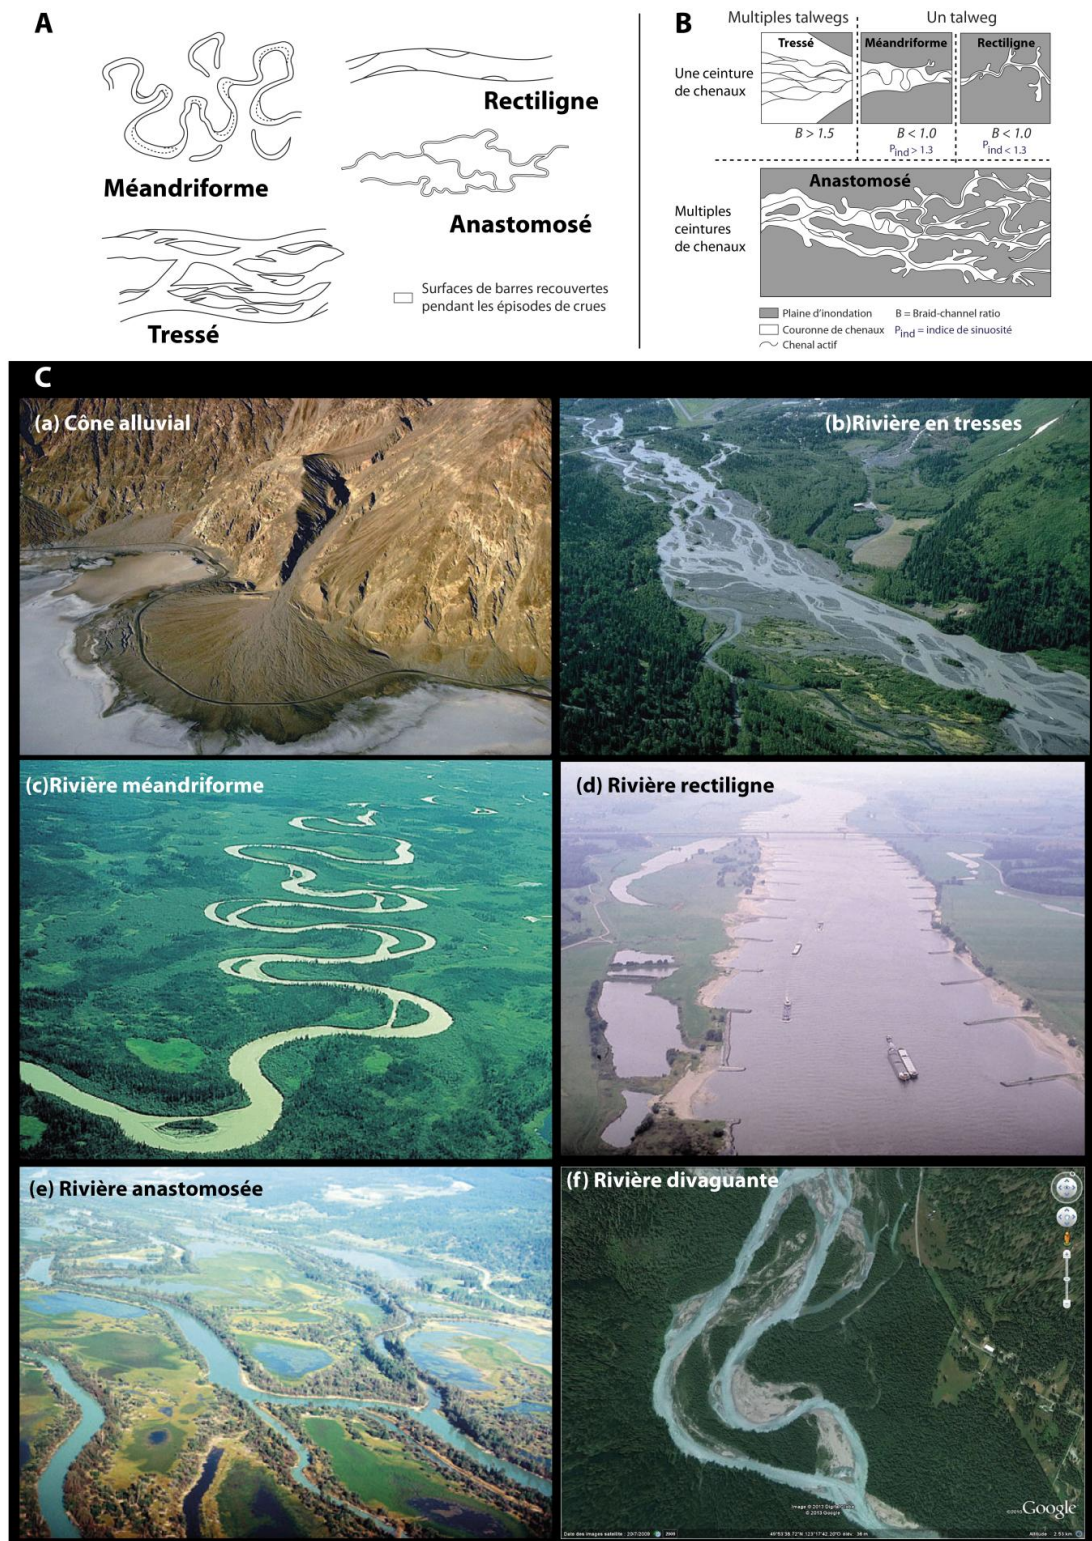 A
Méandriforme
Rectiligne
Anastomosé
Tressé
Surfaces de barres recouvertes
pendant les épisodes de crues
B
Multiples talwegs
Un talweg
Une ceinture
de chenaux
Tressé
Méandriforme
Rectiligne
B > 1.5
B < 1.0
B < 1.0
Pind > 1.3
Pind < 1.3
Multiples
ceintures
de chenaux
Anastomosé
Plaine d'inondation
B = Braid-channel ratio
Couronne de chenaux
Pind = indice de sinuosité
Chenal actif
C
(a) Cône alluvial
(b)Rivière en tresses
(c)Rivière méandriforme
(d) Rivière rectiligne
(e) Rivière anastomosée
(f) Rivière divaguante
©2013 Google